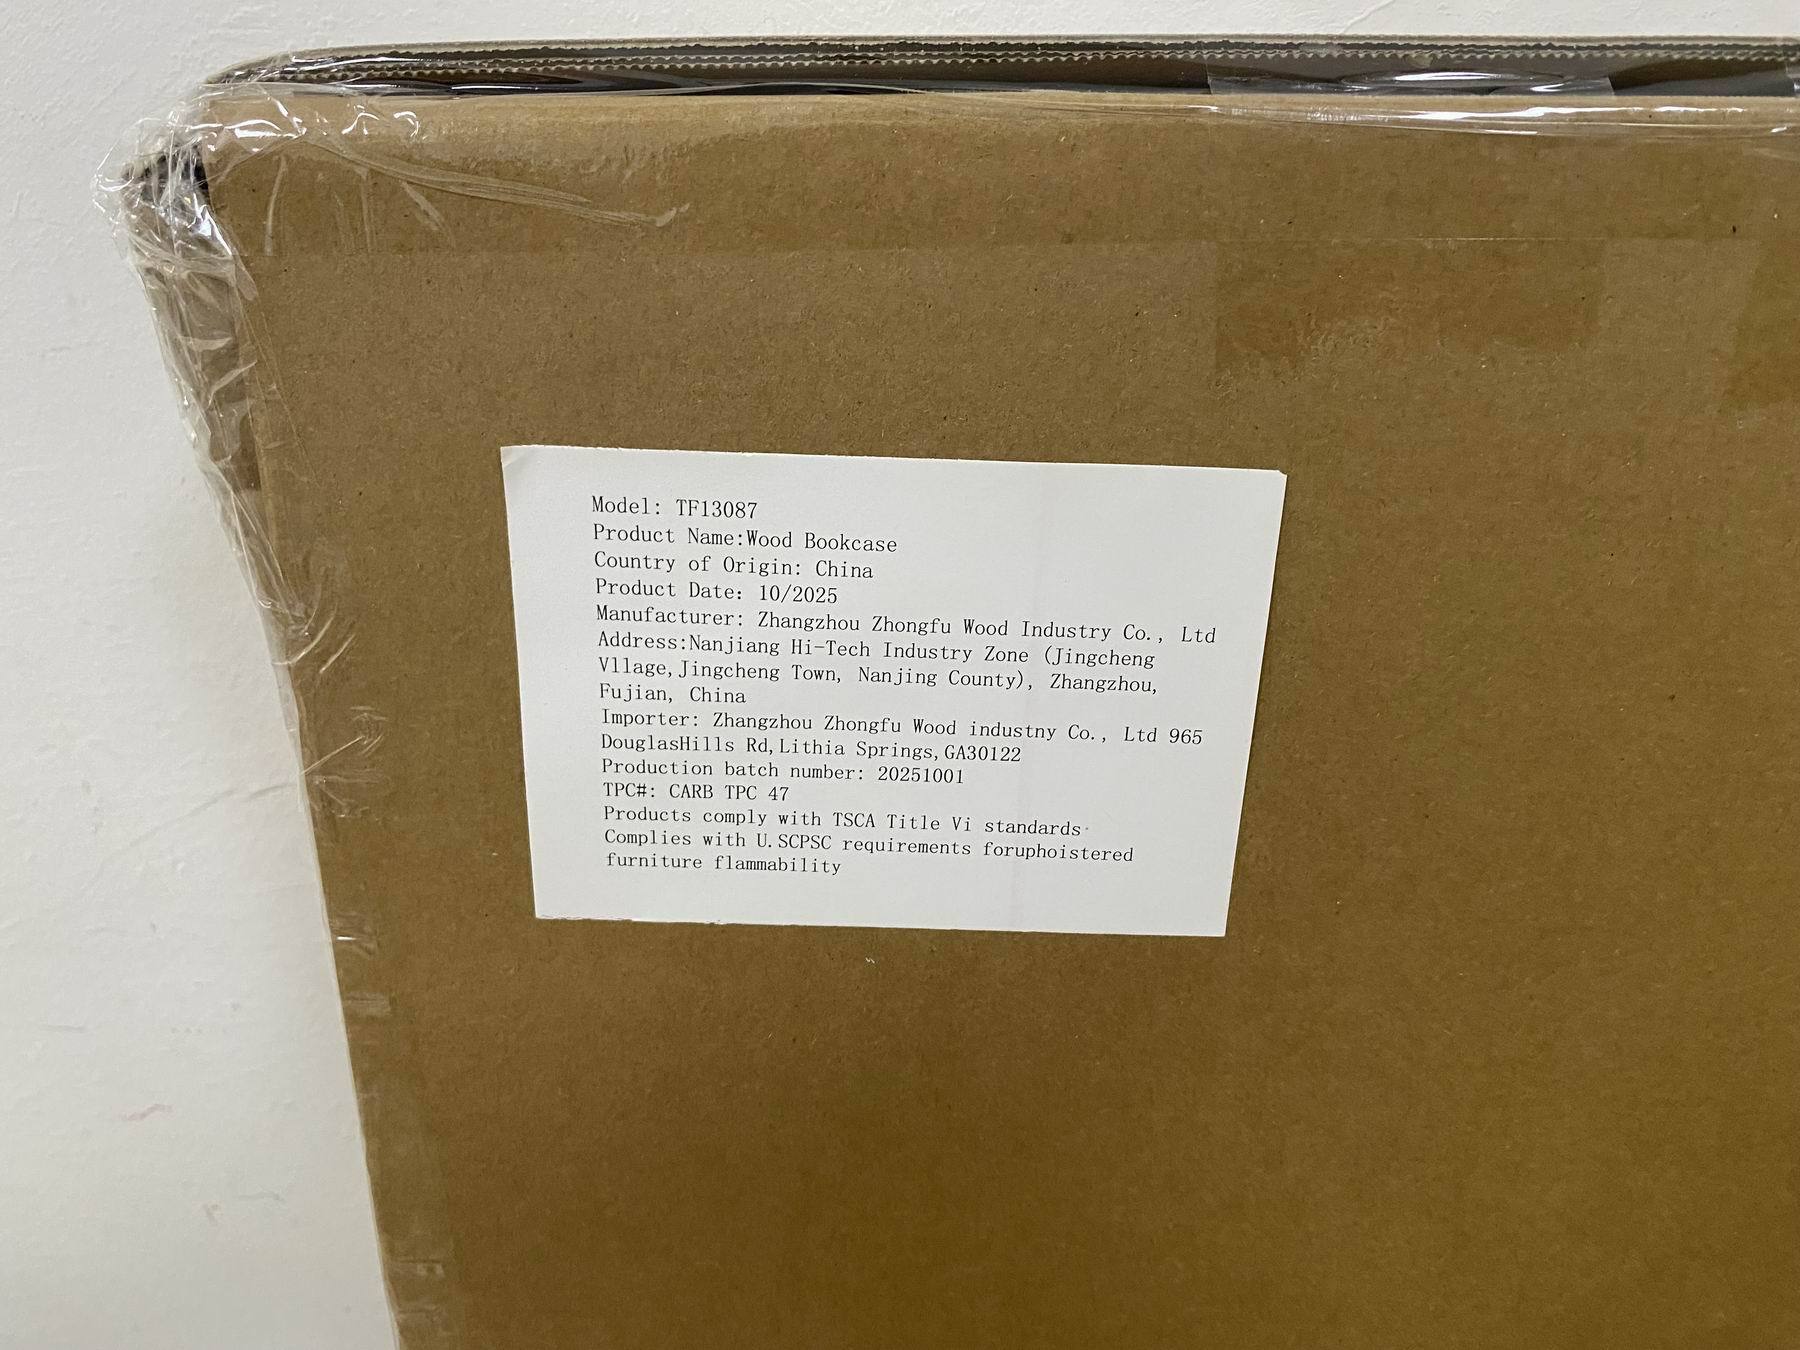 Model: TF13087
Product Name:Wood Bookcase
Country of Origin: China
Product Date: 10/2025
Manufacturer: Zhangzhou Zhongfu Wood Industry Co., Ltd
Address:Nanjiang Hi-Tech Industry Zone (Jingcheng
Vllage,Jingcheng Town, Nanjing County), Zhangzhou,
Fujian, China
Importer: Zhangzhou Zhongfu Wood industny Co., Ltd 965
DouglasHills Rd,Lithia Springs,GA30122
Production batch number: 20251001
TPC#: CARB TPC 47
Products comply with TSCA Title Vi standards
Complies with U.SCPSC requirements foruphoistered
furniture flammability